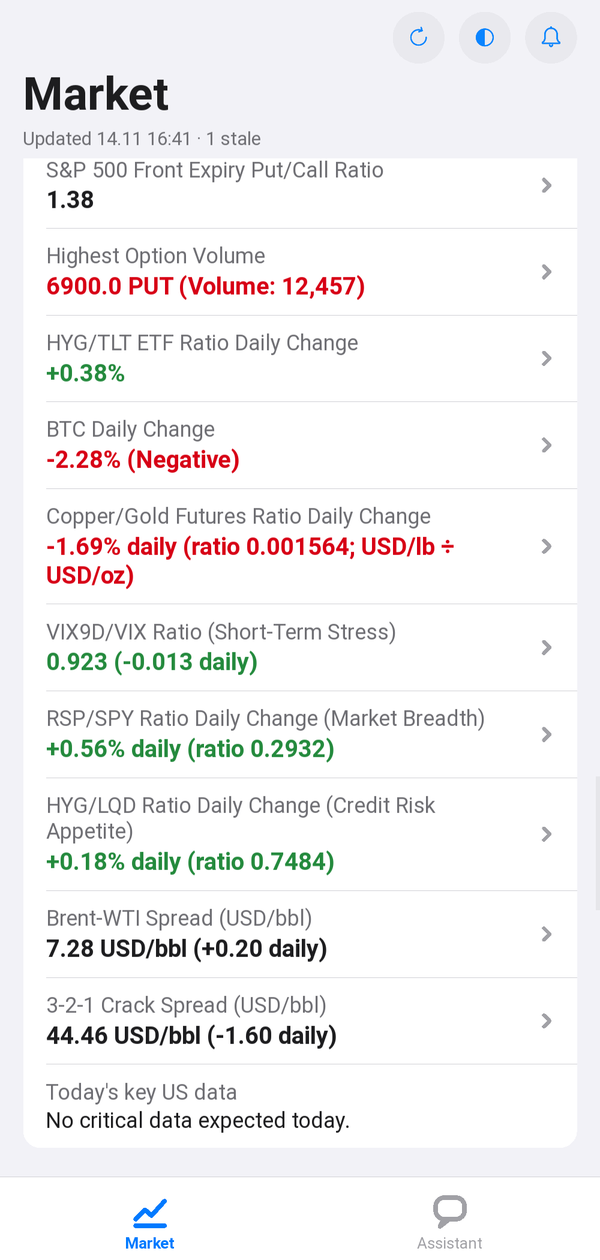 Market
Updated 14.11 16:41 · 1 stale
S&P 500 Front Expiry Put/Call Ratio
1.38
Highest Option Volume
6900.0 PUT (Volume: 12,457)
HYG/TLT ETF Ratio Daily Change
+0.38%
BTC Daily Change
-2.28% (Negative)
Copper/Gold Futures Ratio Daily Change
-1.69% daily (ratio 0.001564; USD/lb ÷
USD/oz)
VIX9D/VIX Ratio (Short-Term Stress)
0.923 (-0.013 daily)
RSP/SPY Ratio Daily Change (Market Breadth)
+0.56% daily (ratio 0.2932)
HYG/LQD Ratio Daily Change (Credit Risk
Appetite)
+0.18% daily (ratio 0.7484)
Brent-WTI Spread (USD/bbl)
7.28 USD/bbl (+0.20 daily)
3-2-1 Crack Spread (USD/bbl)
44.46 USD/bbl (-1.60 daily)
Today's key US data
No critical data expected today.
Market
Assistant